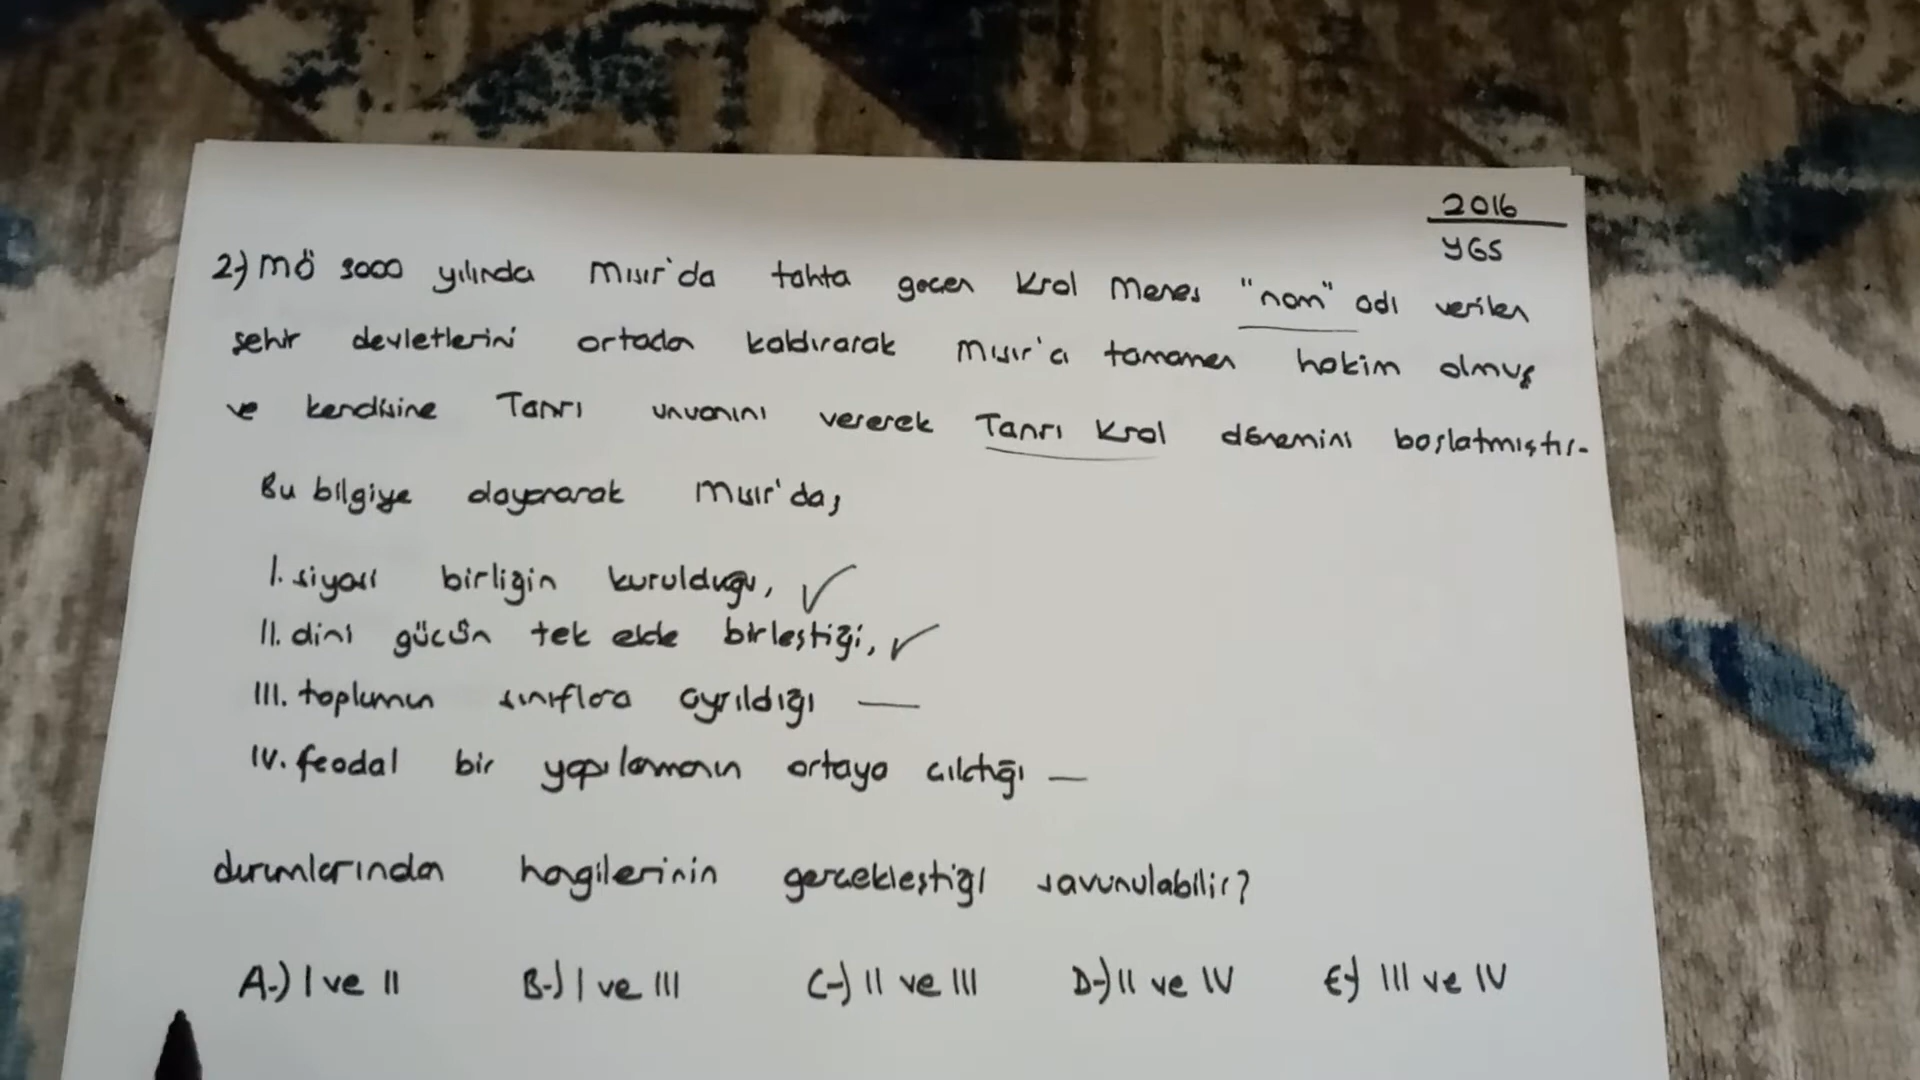 2016
YGS
2-) MÖ 3000 yılında Mısır'da tahta geçen Kral Menes "nom" adı verilen
şehir devletlerini ortadan kaldırarak Mısır'a tamamen hakim olmuş
ve kendisine Tanrı unvanını vererek Tanrı Kral dönemini başlatmıştır.
Bu bilgiye dayanarak Mısır'da,
I. siyasi birliğin kurulduğu, ✓
II. dini gücün tek elde birleştiği, ✓
III. toplumun sınıflara ayrıldığı —
IV. feodal bir yapılanmanın ortaya çıktığı —
durumlarından hangilerinin gerçekleştiği savunulabilir?
A-) I ve II B-) I ve III C-) II ve III D-) II ve IV E-) III ve IV